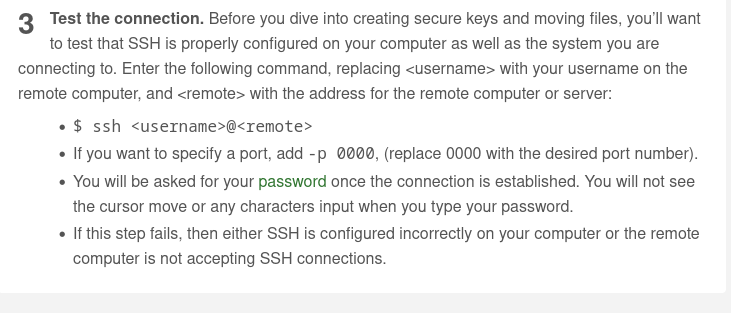 3 Test the connection. Before you dive into creating secure keys and moving files, you’ll want
to test that SSH is properly configured on your computer as well as the system you are
connecting to. Enter the following command, replacing <username> with your username on the
remote computer, and <remote> with the address for the remote computer or server:
• $ ssh <username>@<remote>
• If you want to specify a port, add -p 0000, (replace 0000 with the desired port number).
• You will be asked for your password once the connection is established. You will not see
the cursor move or any characters input when you type your password.
• If this step fails, then either SSH is configured incorrectly on your computer or the remote
computer is not accepting SSH connections.